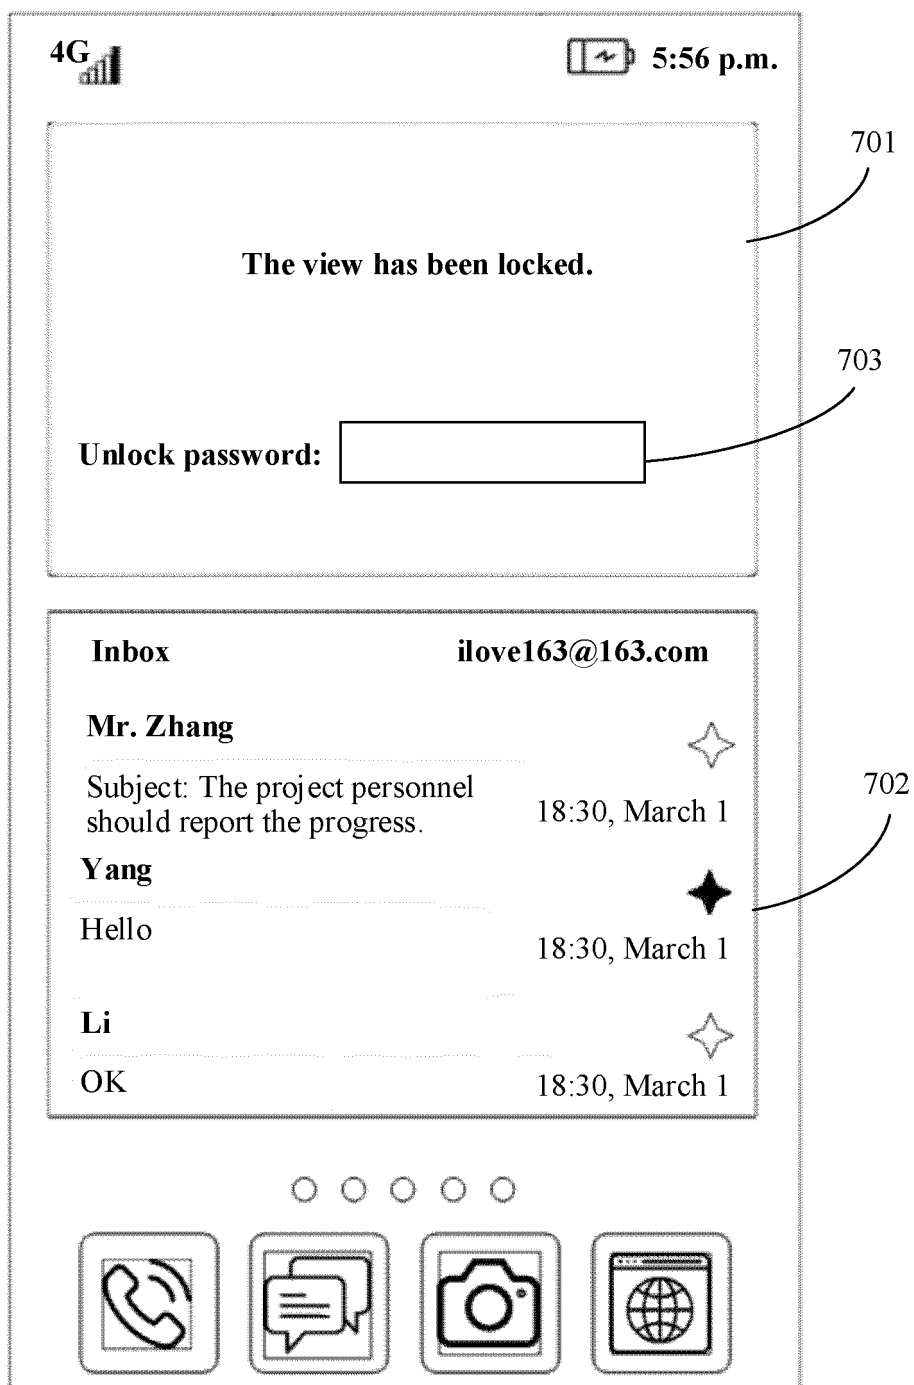 4G
5:56 p.m.
701
The view has been locked.
703
Unlock password:
Inbox
ilove163@163.com
Mr. Zhang
Subject: The project personnel
should report the progress.
18:30, March 1
702
Yang
Hello
18:30, March 1
Li
OK
18:30, March 1